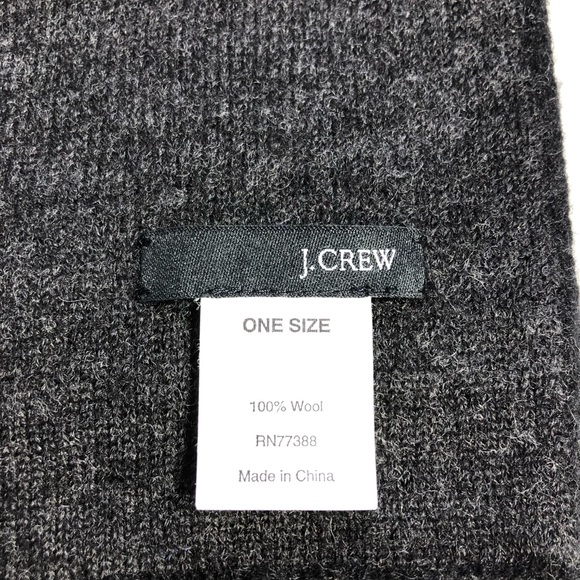 J.CREW
ONE SIZE
100% Wool
RN77388
Made in China